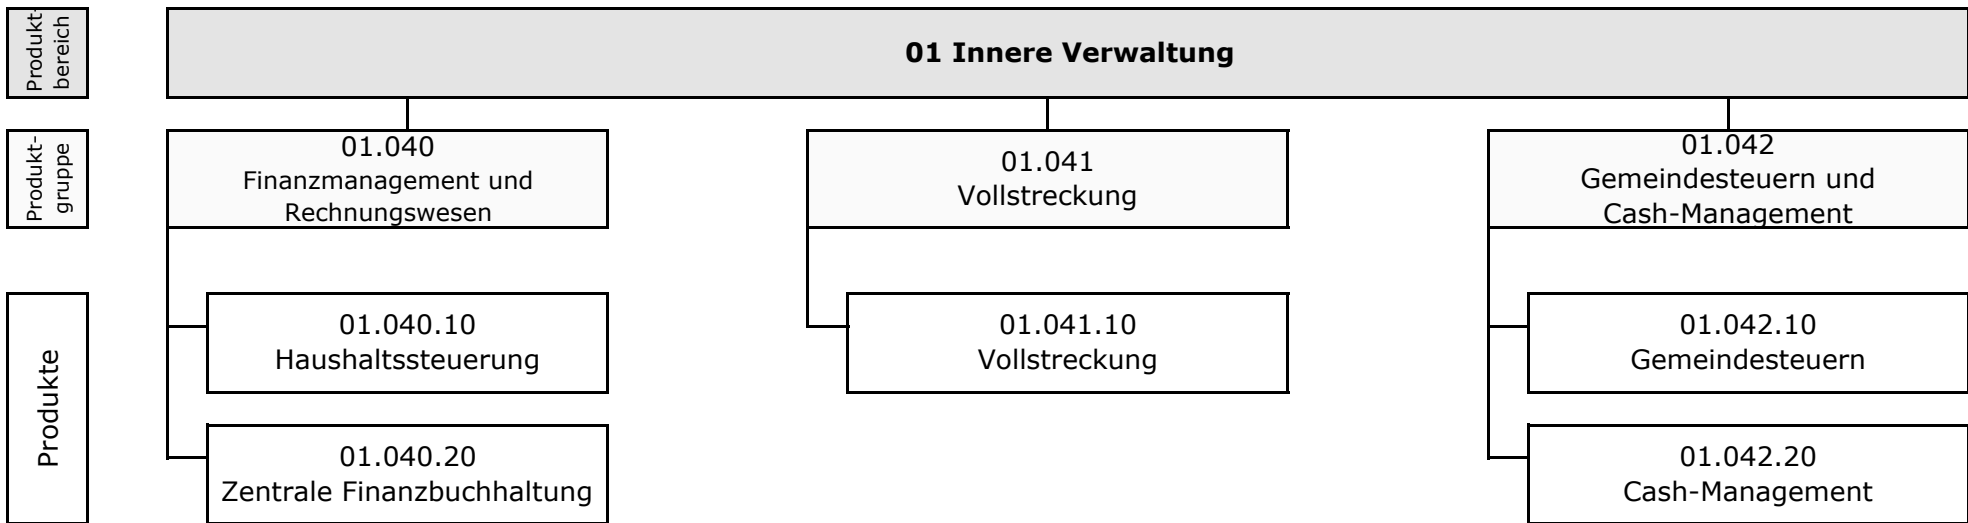 Produkt-
bereich
01 Innere Verwaltung
Produkt-
gruppe
01.040
Finanzmanagement und
Rechnungswesen
01.041
Vollstreckung
01.042
Gemeindesteuern und
Cash-Management
Produkte
01.040.10
Haushaltssteuerung
01.041.10
Vollstreckung
01.042.10
Gemeindesteuern
01.040.20
Zentrale Finanzbuchhaltung
01.042.20
Cash-Management